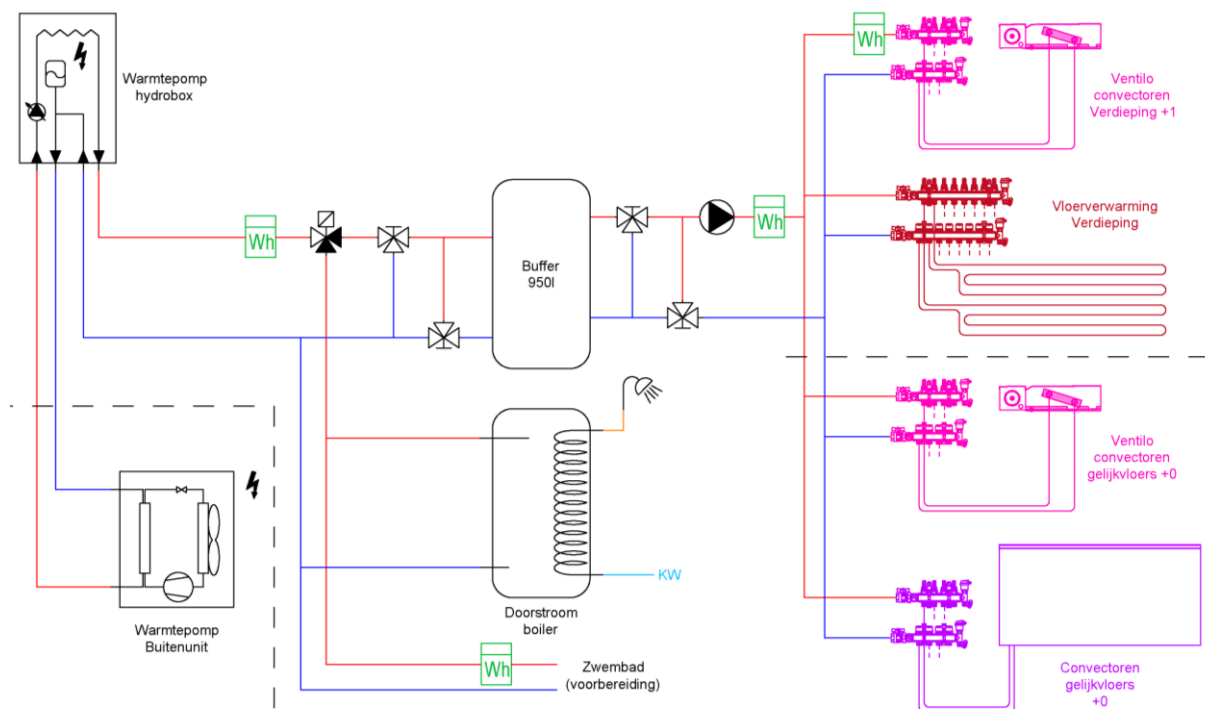 Warmtepomp
hydrobox
Wh
Wh
Wh
Buffer
950l
Ventilo
convectoren
Verdieping +1
Vloerverwarming
Verdieping
Ventilo
convectoren
gelijkvloers +0
KW
Doorstroom
boiler
Warmtepomp
Buitenunit
Wh
Zwembad
(voorbereiding)
Convectoren
gelijkvloers
+0